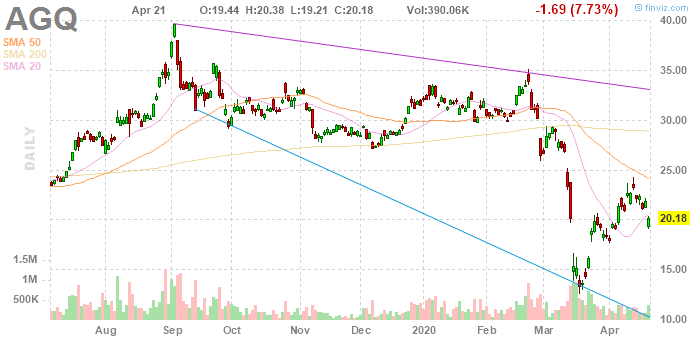 AGQ
Apr 21 O:19.44 H:20.38 L:19.21 C:20.18 Vol:390.06K -1.69 (7.73%)
© finviz.com
SMA 50
SMA 200
SMA 20
DAILY
40.00
35.00
30.00
25.00
20.18
15.00
10.00
1.5M
1M
500K
Aug Sep Oct Nov Dec 2020 Feb Mar Apr